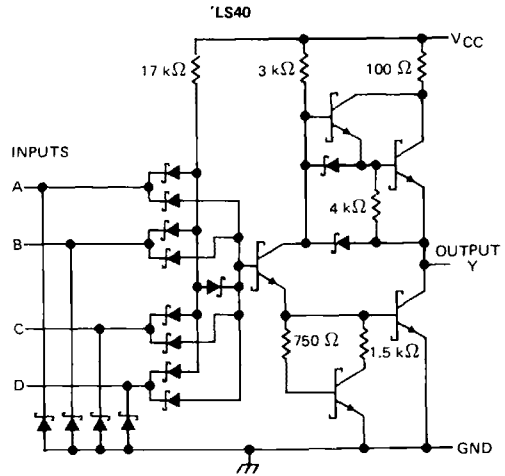 'LS40
VCC
17 kΩ
3 kΩ
100 Ω
INPUTS
A
4 kΩ
B
OUTPUT
Y
C
750 Ω
1.5 kΩ
D
GND